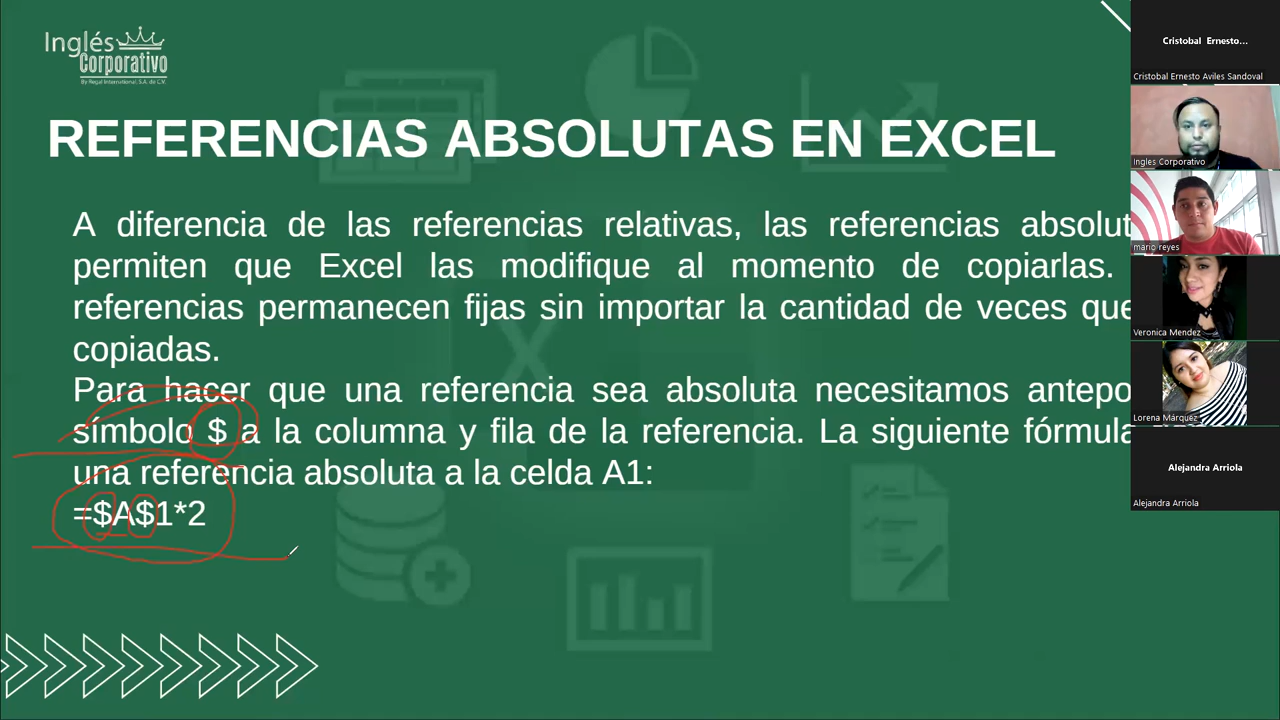 Inglés
Corporativo
By Regal International, S.A. de C.V.
REFERENCIAS ABSOLUTAS EN EXCEL
A diferencia de las referencias relativas, las referencias absolut
permiten que Excel las modifique al momento de copiarlas.
referencias permanecen fijas sin importar la cantidad de veces que
copiadas.
Para hacer que una referencia sea absoluta necesitamos antepo
símbolo $ a la columna y fila de la referencia. La siguiente fórmula
una referencia absoluta a la celda A1:
=$A$1*2
Cristobal Ernesto...
Cristobal Ernesto Aviles Sandoval
Ingles Corporativo
mario reyes
Veronica Mendez
Lorena Márquez
Alejandra Arriola
Alejandra Arriola